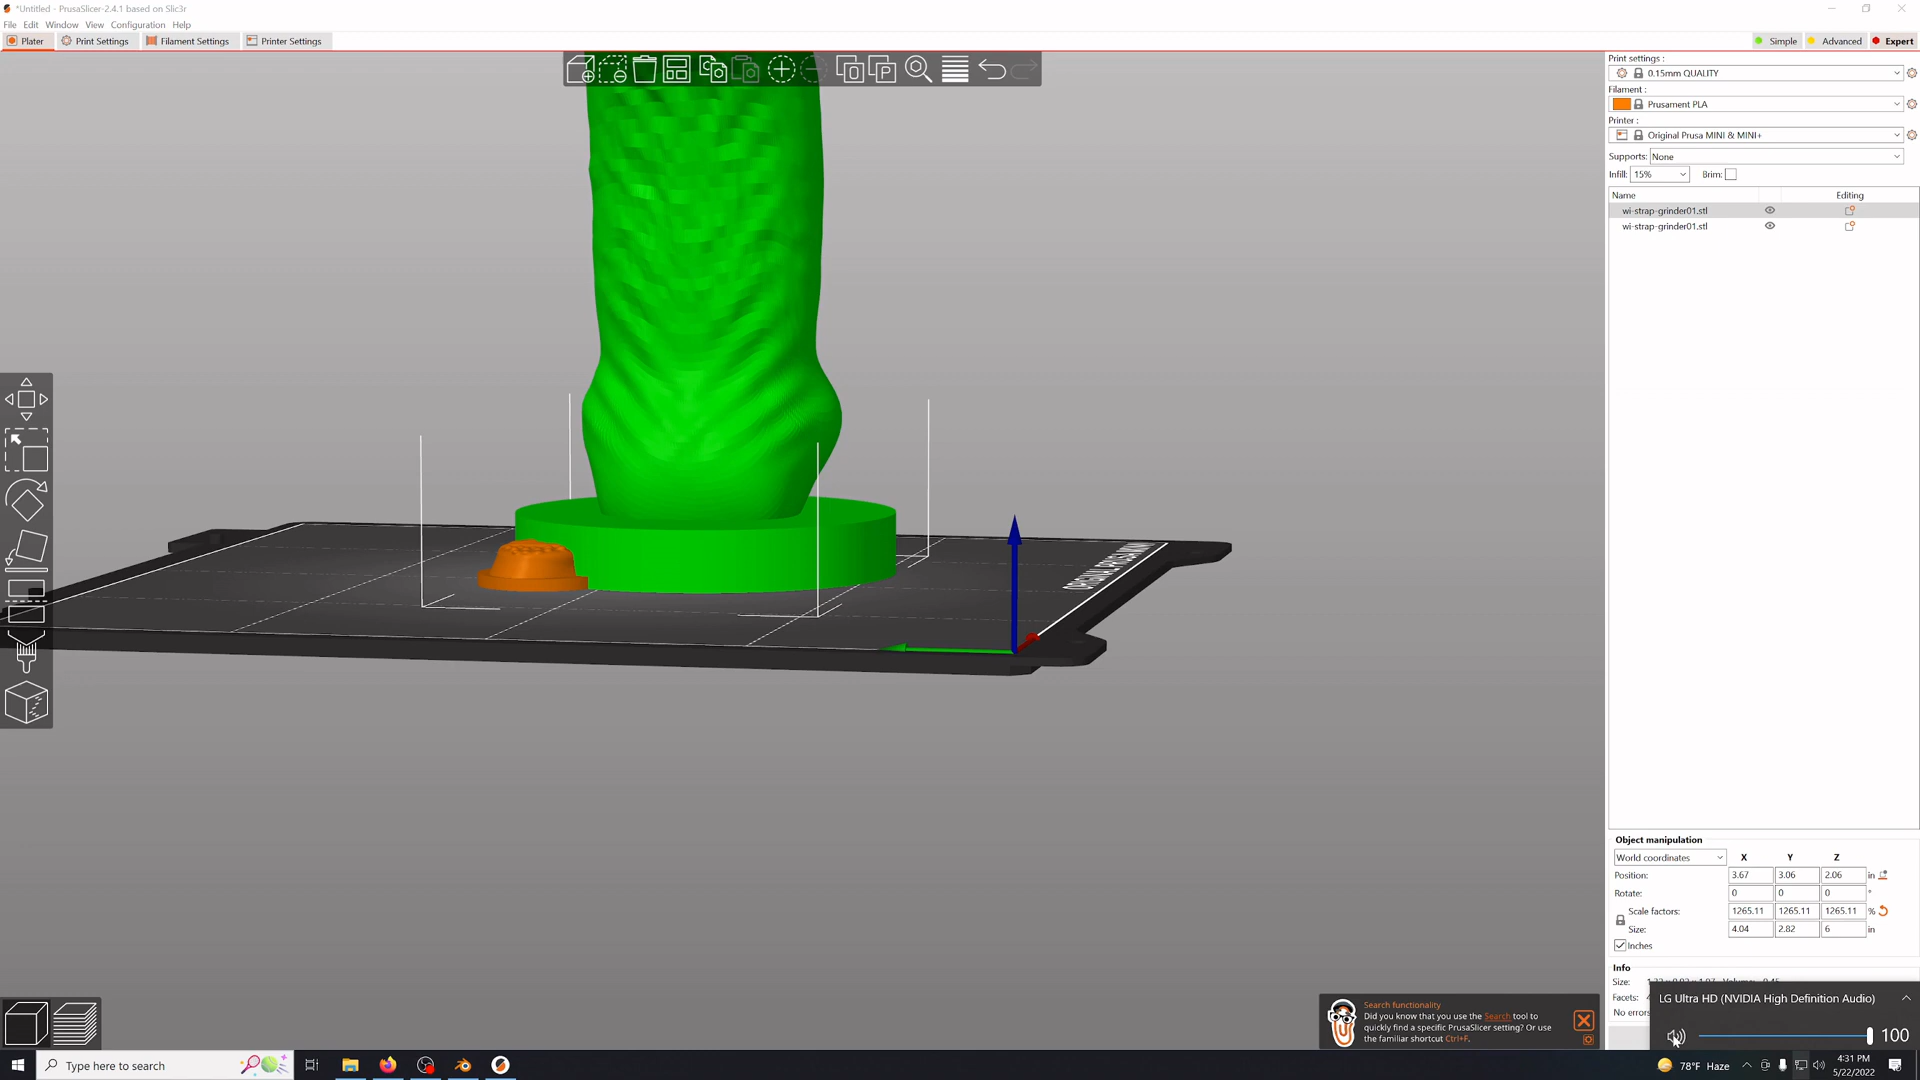 *Untitled - PrusaSlicer-2.4.1 based on Slic3r
File Edit Window View Configuration Help
Plater Print Settings Filament Settings Printer Settings Simple Advanced Expert
Print settings :
0.15mm QUALITY
Filament :
Prusament PLA
Printer :
Original Prusa MINI & MINI+
Supports: None
Infill: 15% Brim:
Name Editing
wi-strap-grinder01.stl
wi-strap-grinder01.stl
ORIGINAL PRUSA MINI
Object manipulation
World coordinates X Y Z
Position: 3.67 3.06 2.06 in
Rotate: 0 0 0 °
Scale factors: 1265.11 1265.11 1265.11 %
Size: 4.04 2.82 6 in
Inches
Info
Size:
Facets:
No errors
Search functionality
Did you know that you use the Search tool to
quickly find a specific PrusaSlicer setting? Or use
the familiar shortcut Ctrl+F.
LG Ultra HD (NVIDIA High Definition Audio)
100
Type here to search
78°F Haze
4:31 PM
5/22/2022